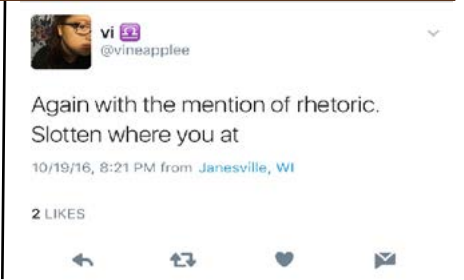 vi ♎
@vineapplee
Again with the mention of rhetoric.
Slotten where you at
10/19/16, 8:21 PM from Janesville, WI
2 LIKES